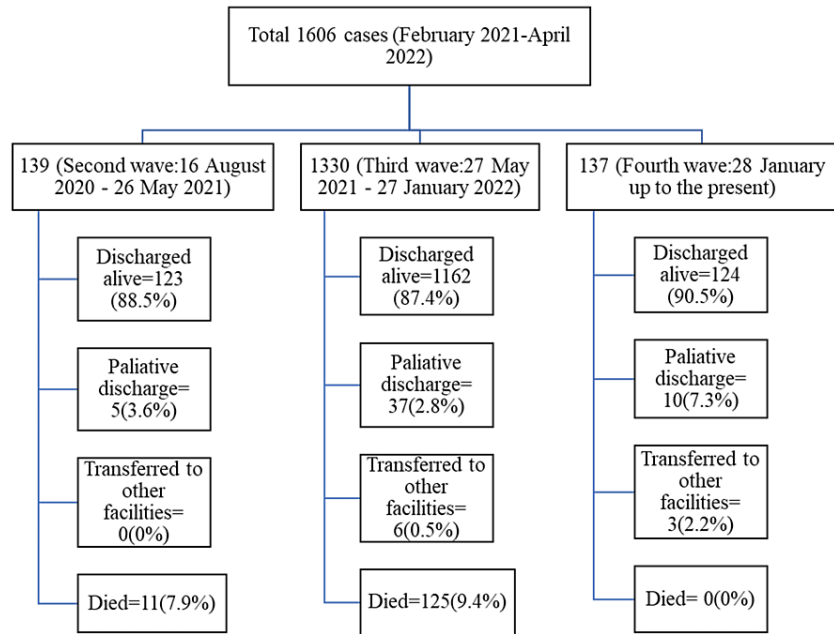 Total 1606 cases (February 2021-April
2022)
139 (Second wave:16 August
2020 - 26 May 2021)
1330 (Third wave:27 May
2021 - 27 January 2022)
137 (Fourth wave:28 January
up to the present)
Discharged
alive=123
(88.5%)
Discharged
alive=1162
(87.4%)
Discharged
alive=124
(90.5%)
Paliative
discharge=
5(3.6%)
Paliative
discharge=
37(2.8%)
Paliative
discharge=
10(7.3%)
Transferred to
other
facilities=
0(0%)
Transferred to
other
facilities=
6(0.5%)
Transferred to
other
facilities=
3(2.2%)
Died=11(7.9%)
Died=125(9.4%)
Died= 0(0%)